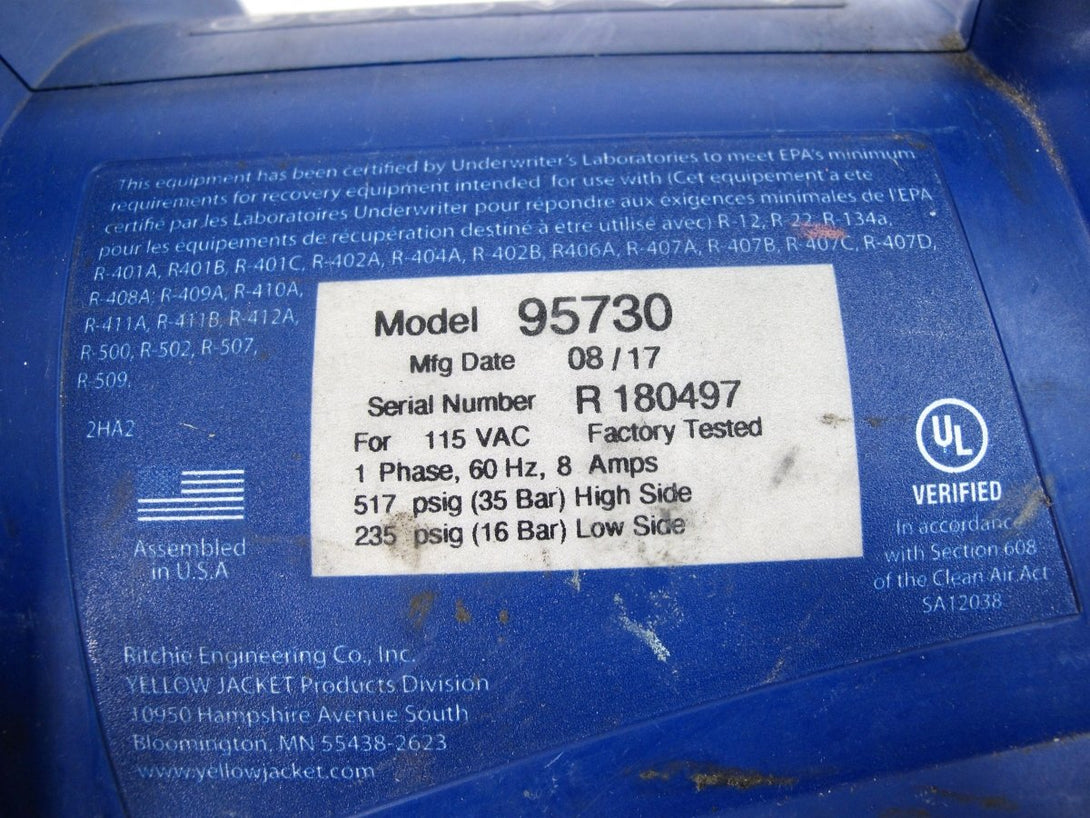 This equipment has been certified by Underwriter's Laboratories to meet EPA's minimum
requirements for recovery equipment intended for use with (Cet equipement'a ete
certifié par les Laboratoires Underwriter pour répondre aux éxigences minimales de l'EPA
pour les équipements de récupération destiné à etre utilisé avec) R-12, R-22, R-134a,
R-401A, R401B, R-401C, R-402A, R-404A, R-402B, R406A, R-407A, R-407B, R-407C, R-407D,
R-408A; R-409A, R-410A,
R-411A, R-411B, R-412A,
R-500, R-502, R-507,
R-509,
2HA2
Model 95730
Mfg Date 08/17
Serial Number R 180497
For 115 VAC Factory Tested
1 Phase, 60 Hz, 8 Amps
517 psig (35 Bar) High Side
235 psig (16 Bar) Low Side
Assembled
in U.S.A
UL
VERIFIED
In accordance
with Section 608
of the Clean Air Act
SA12038
Ritchie Engineering Co., Inc.
YELLOW JACKET Products Division
10950 Hampshire Avenue South
Bloomington, MN 55438-2623
www.yellowjacket.com